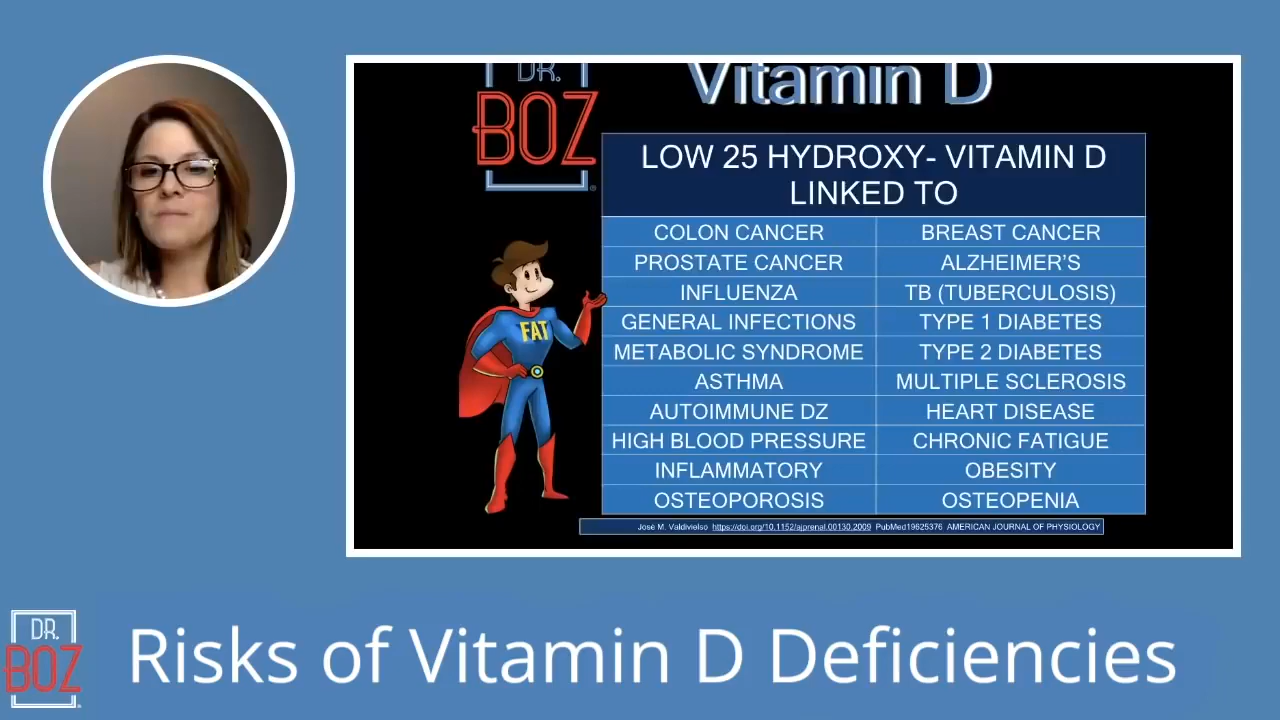 DR.
BOZ
Vitamin D
LOW 25 HYDROXY- VITAMIN D
LINKED TO
COLON CANCER BREAST CANCER
PROSTATE CANCER ALZHEIMER'S
INFLUENZA TB (TUBERCULOSIS)
GENERAL INFECTIONS TYPE 1 DIABETES
METABOLIC SYNDROME TYPE 2 DIABETES
ASTHMA MULTIPLE SCLEROSIS
AUTOIMMUNE DZ HEART DISEASE
HIGH BLOOD PRESSURE CHRONIC FATIGUE
INFLAMMATORY OBESITY
OSTEOPOROSIS OSTEOPENIA
FAT
Jose M. Valdivielso https://doi.org/10.1152/ajprenal.00130.2009 PubMed19625376 AMERICAN JOURNAL OF PHYSIOLOGY
DR.
BOZ
Risks of Vitamin D Deficiencies